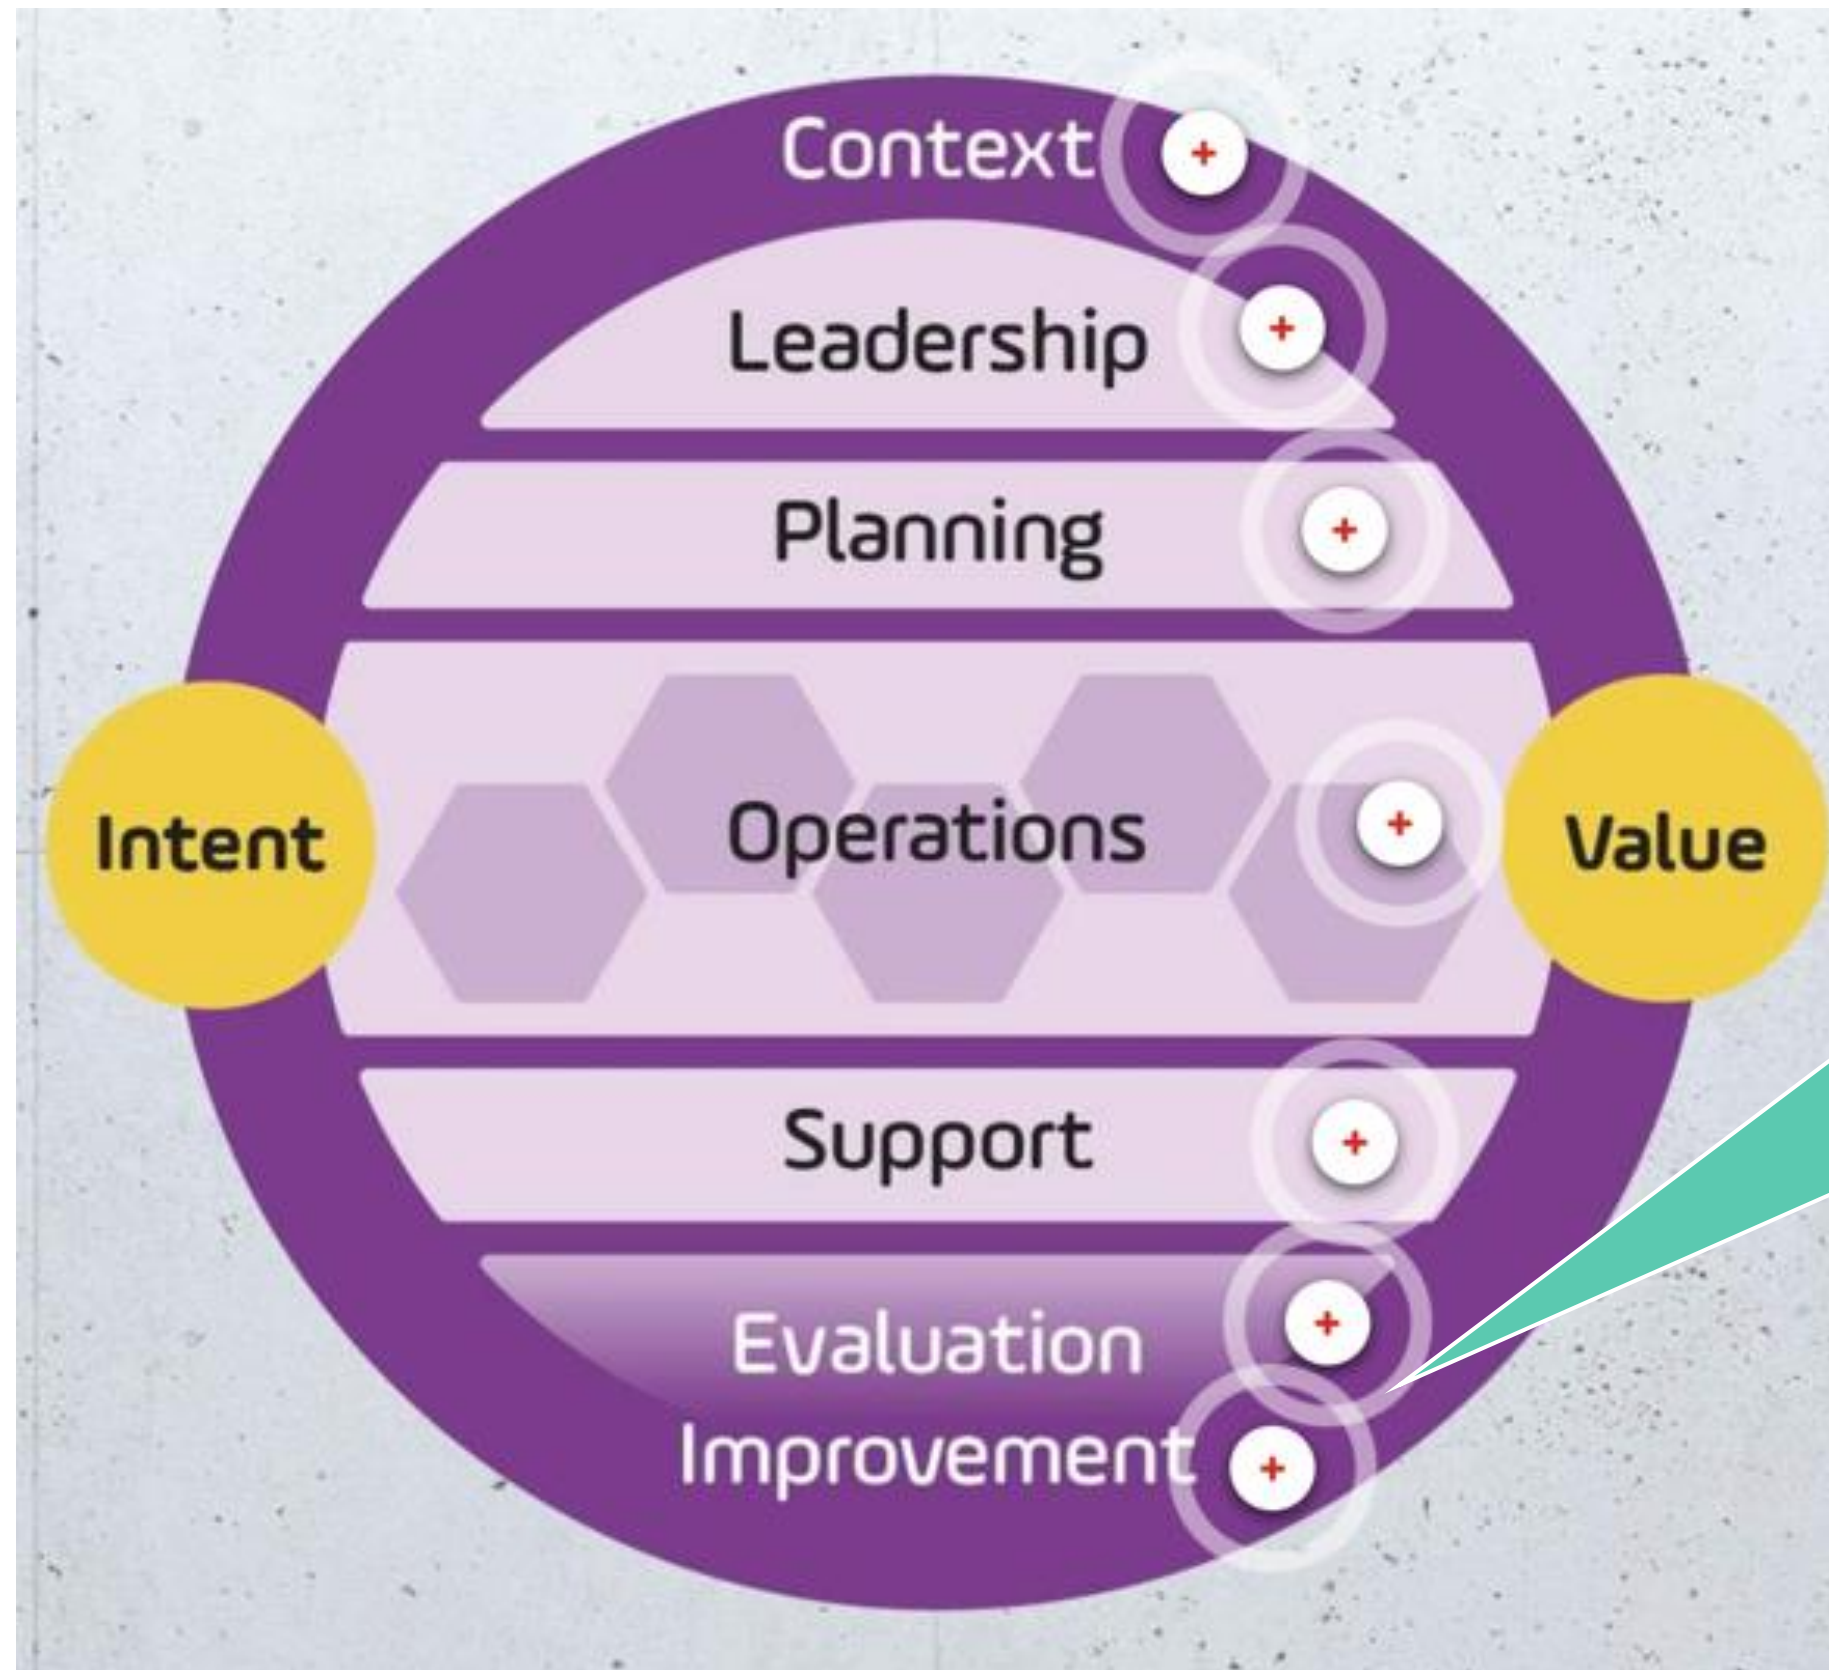 Context
Leadership
Planning
Intent
Operations
Value
Support
Evaluation
Improvement